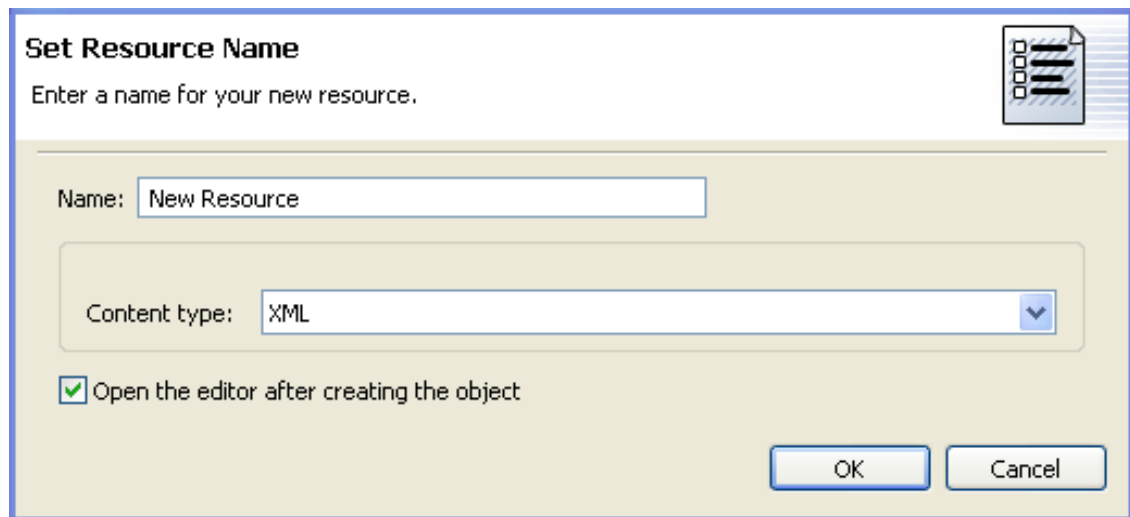 Set Resource Name
Enter a name for your new resource.
Name: New Resource
Content type: XML
Open the editor after creating the object
OK Cancel